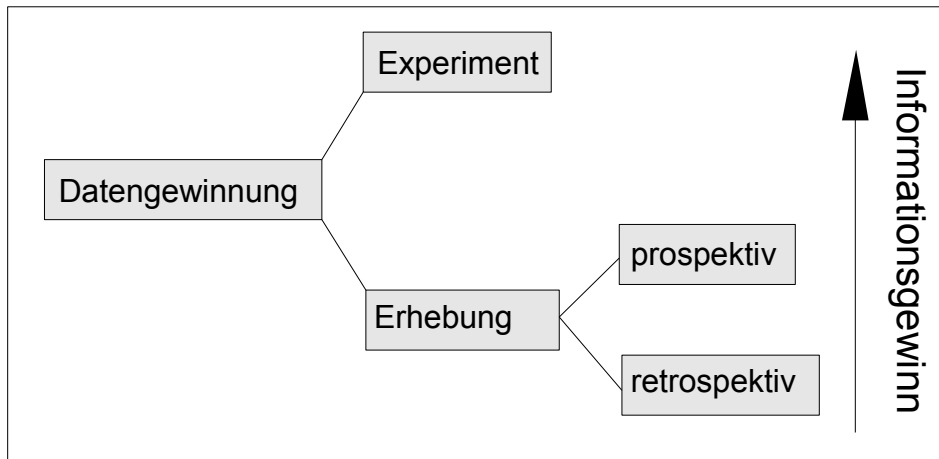 Experiment
Datengewinnung
prospektiv
Erhebung
retrospektiv
Informationsgewinn